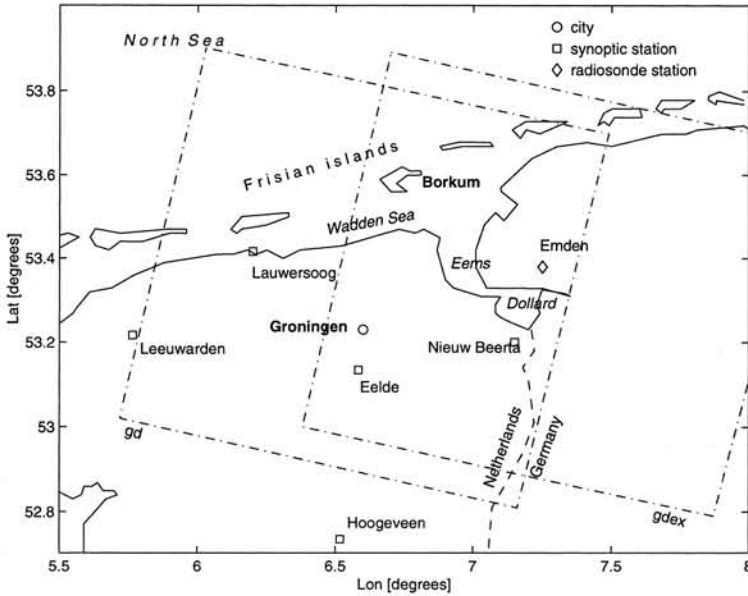 North Sea
city
synoptic station
radiosonde station
53.8
Frisian islands
53.6
Borkum
Wadden Sea
53.4
Lauwersoog
Eems
Emden
Lat [degrees]
Dollard
Groningen
53.2
Leeuwarden
Nieuw Beerta
Eelde
53
gd
Netherlands
Germany
52.8
Hoogeveen
gdex
5.5
6
6.5
7
7.5
8
Lon [degrees]